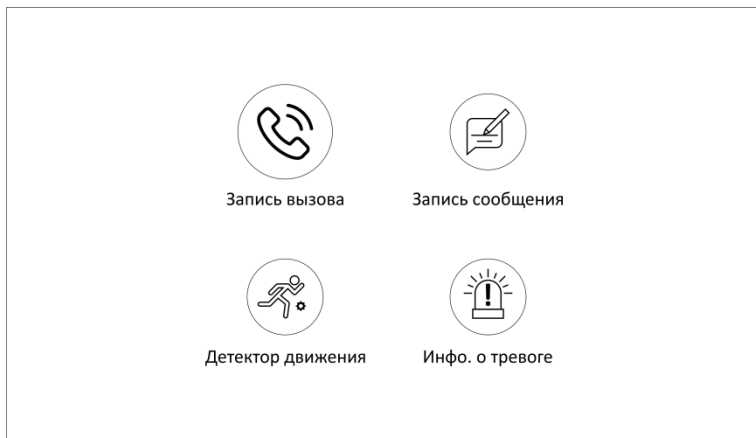 Запись вызова
Запись сообщения
Детектор движения
Инфо. о тревоге